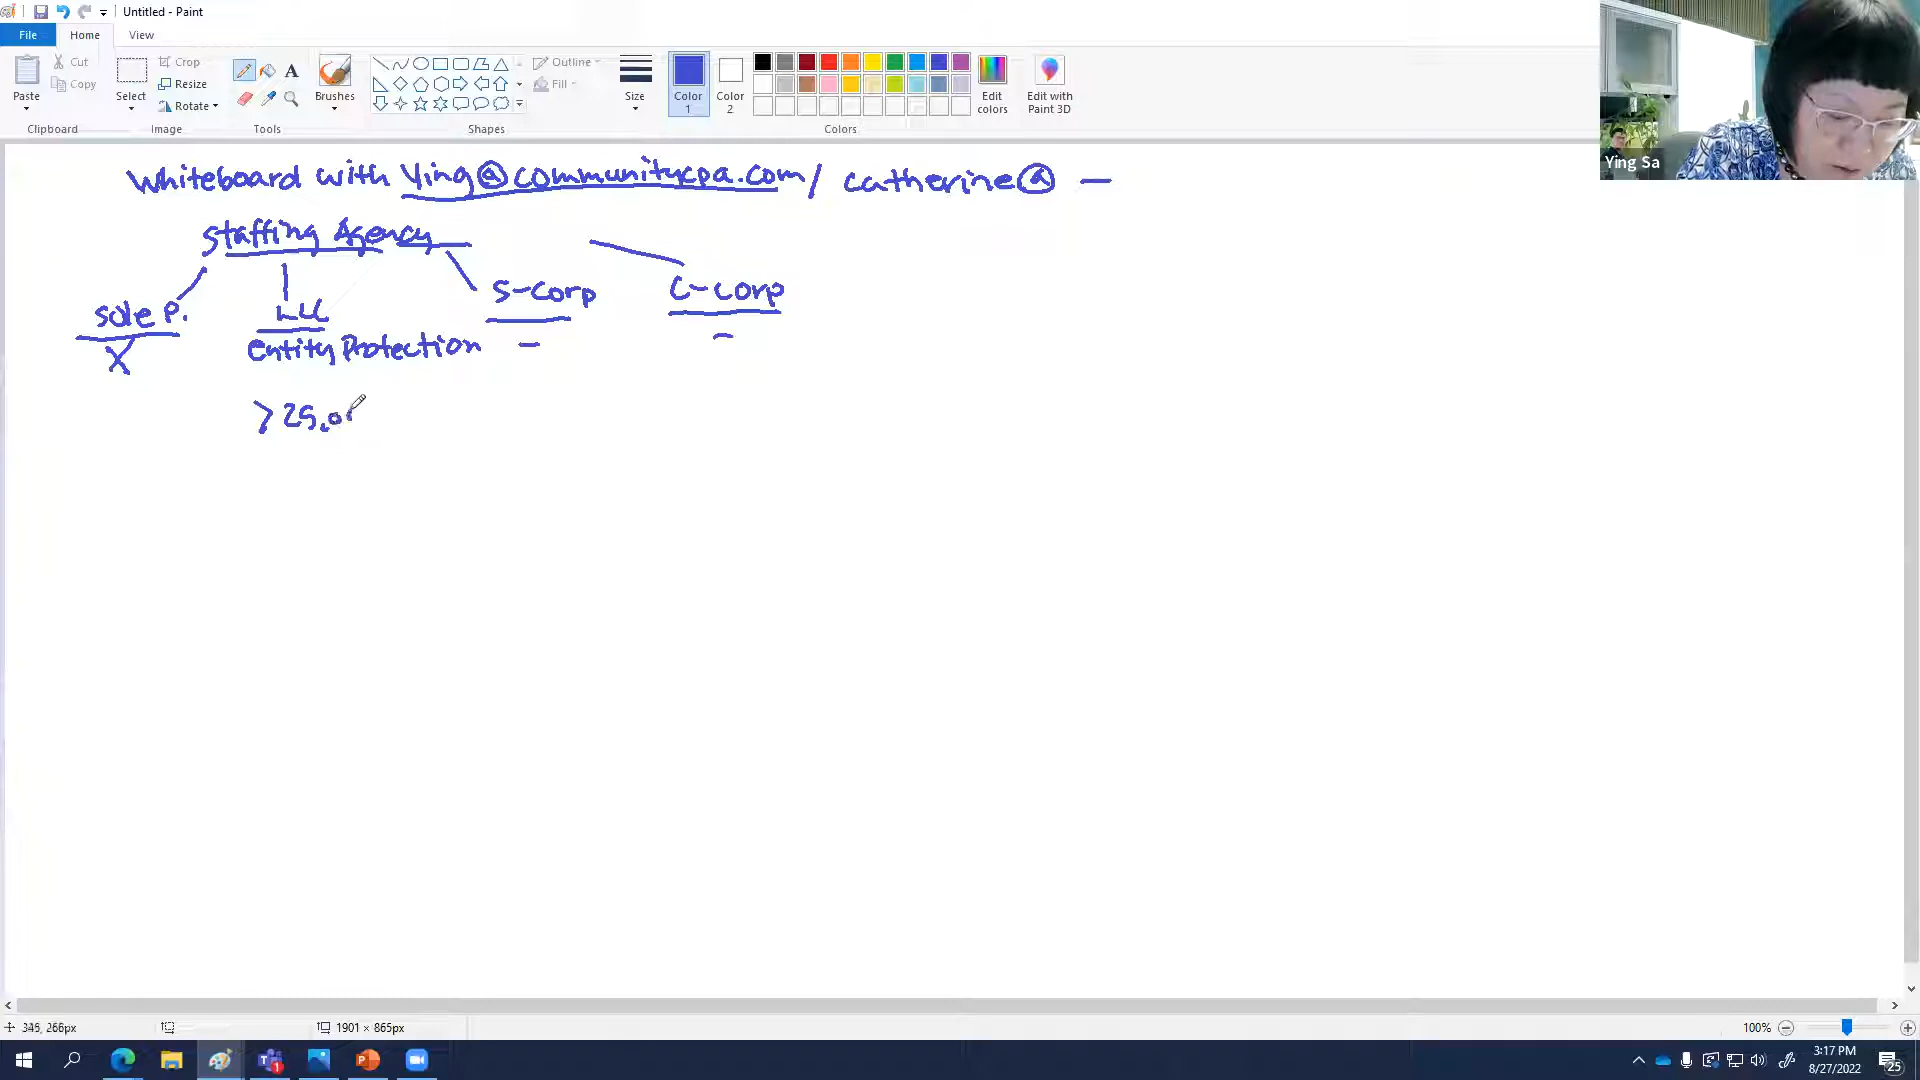 Untitled - Paint
File Home View
Paste Cut Copy Clipboard
Select Crop Resize Rotate Image
Tools
Brushes
Shapes
Outline Fill
Size
Color 1 Color 2
Edit colors
Edit with Paint 3D
Colors
Ying Sa
Whiteboard with Ying@communitycpa.com / catherine@ —
Staffing Agency
S-Corp C-Corp
Sole P. LLC
X Entity Protection — –
> 25,0
346, 266px 1901 × 865px 100%
3:17 PM
8/27/2022
25